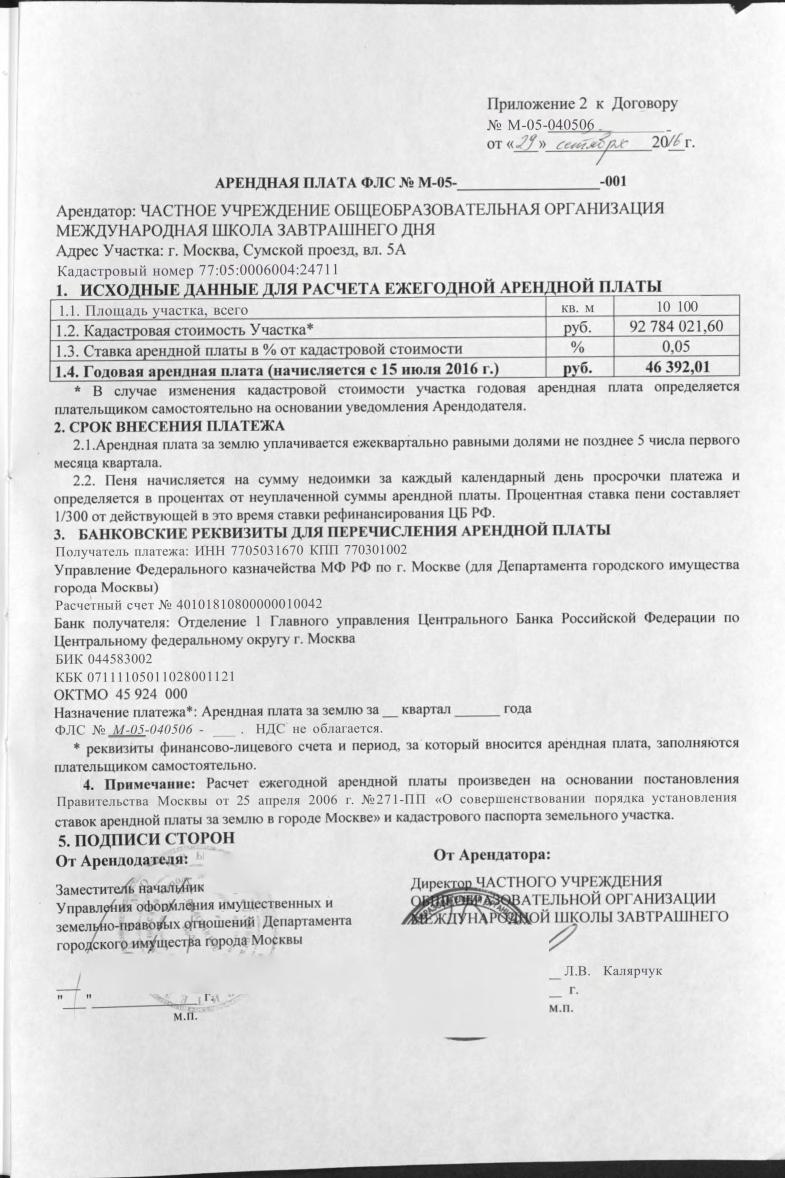 Приложение 2 к Договору
№ М-05-040506
от «29» сентября 2016 г.
АРЕНДНАЯ ПЛАТА ФЛС № М-05-__________________-001
Арендатор: ЧАСТНОЕ УЧРЕЖДЕНИЕ ОБЩЕОБРАЗОВАТЕЛЬНАЯ ОРГАНИЗАЦИЯ
МЕЖДУНАРОДНАЯ ШКОЛА ЗАВТРАШНЕГО ДНЯ
Адрес Участка: г. Москва, Сумской проезд, вл. 5А
Кадастровый номер 77:05:0006004:24711
1. ИСХОДНЫЕ ДАННЫЕ ДЛЯ РАСЧЕТА ЕЖЕГОДНОЙ АРЕНДНОЙ ПЛАТЫ
1.1. Площадь участка, всего кв. м 10 100
1.2. Кадастровая стоимость Участка* руб. 92 784 021,60
1.3. Ставка арендной платы в % от кадастровой стоимости % 0,05
1.4. Годовая арендная плата (начисляется с 15 июля 2016 г.) руб. 46 392,01
* В случае изменения кадастровой стоимости участка годовая арендная плата определяется
плательщиком самостоятельно на основании уведомления Арендодателя.
2. СРОК ВНЕСЕНИЯ ПЛАТЕЖА
2.1.Арендная плата за землю уплачивается ежеквартально равными долями не позднее 5 числа первого
месяца квартала.
2.2. Пеня начисляется на сумму недоимки за каждый календарный день просрочки платежа и
определяется в процентах от неуплаченной суммы арендной платы. Процентная ставка пени составляет
1/300 от действующей в это время ставки рефинансирования ЦБ РФ.
3. БАНКОВСКИЕ РЕКВИЗИТЫ ДЛЯ ПЕРЕЧИСЛЕНИЯ АРЕНДНОЙ ПЛАТЫ
Получатель платежа: ИНН 7705031670 КПП 770301002
Управление Федерального казначейства МФ РФ по г. Москве (для Департамента городского имущества
города Москвы)
Расчетный счет № 40101810800000010042
Банк получателя: Отделение 1 Главного управления Центрального Банка Российской Федерации по
Центральному федеральному округу г. Москва
БИК 044583002
КБК 07111105011028001121
ОКТМО 45 924 000
Назначение платежа*: Арендная плата за землю за __ квартал ______ года
ФЛС № М-05-040506 - ___ . НДС не облагается.
* реквизиты финансово-лицевого счета и период, за который вносится арендная плата, заполняются
плательщиком самостоятельно.
4. Примечание: Расчет ежегодной арендной платы произведен на основании постановления
Правительства Москвы от 25 апреля 2006 г. №271-ПП «О совершенствовании порядка установления
ставок арендной платы за землю в городе Москве» и кадастрового паспорта земельного участка.
5. ПОДПИСИ СТОРОН
От Арендодателя:
Заместитель начальник
Управления оформления имущественных и
земельно-правовых отношений Департамента
городского имущества города Москвы
"__" ______________ г.
м.п.
От Арендатора:
Директор ЧАСТНОГО УЧРЕЖДЕНИЯ
ОБЩЕОБРАЗОВАТЕЛЬНОЙ ОРГАНИЗАЦИИ
МЕЖДУНАРОДНОЙ ШКОЛЫ ЗАВТРАШНЕГО
__ Л.В. Калярчук
__ г.
м.п.